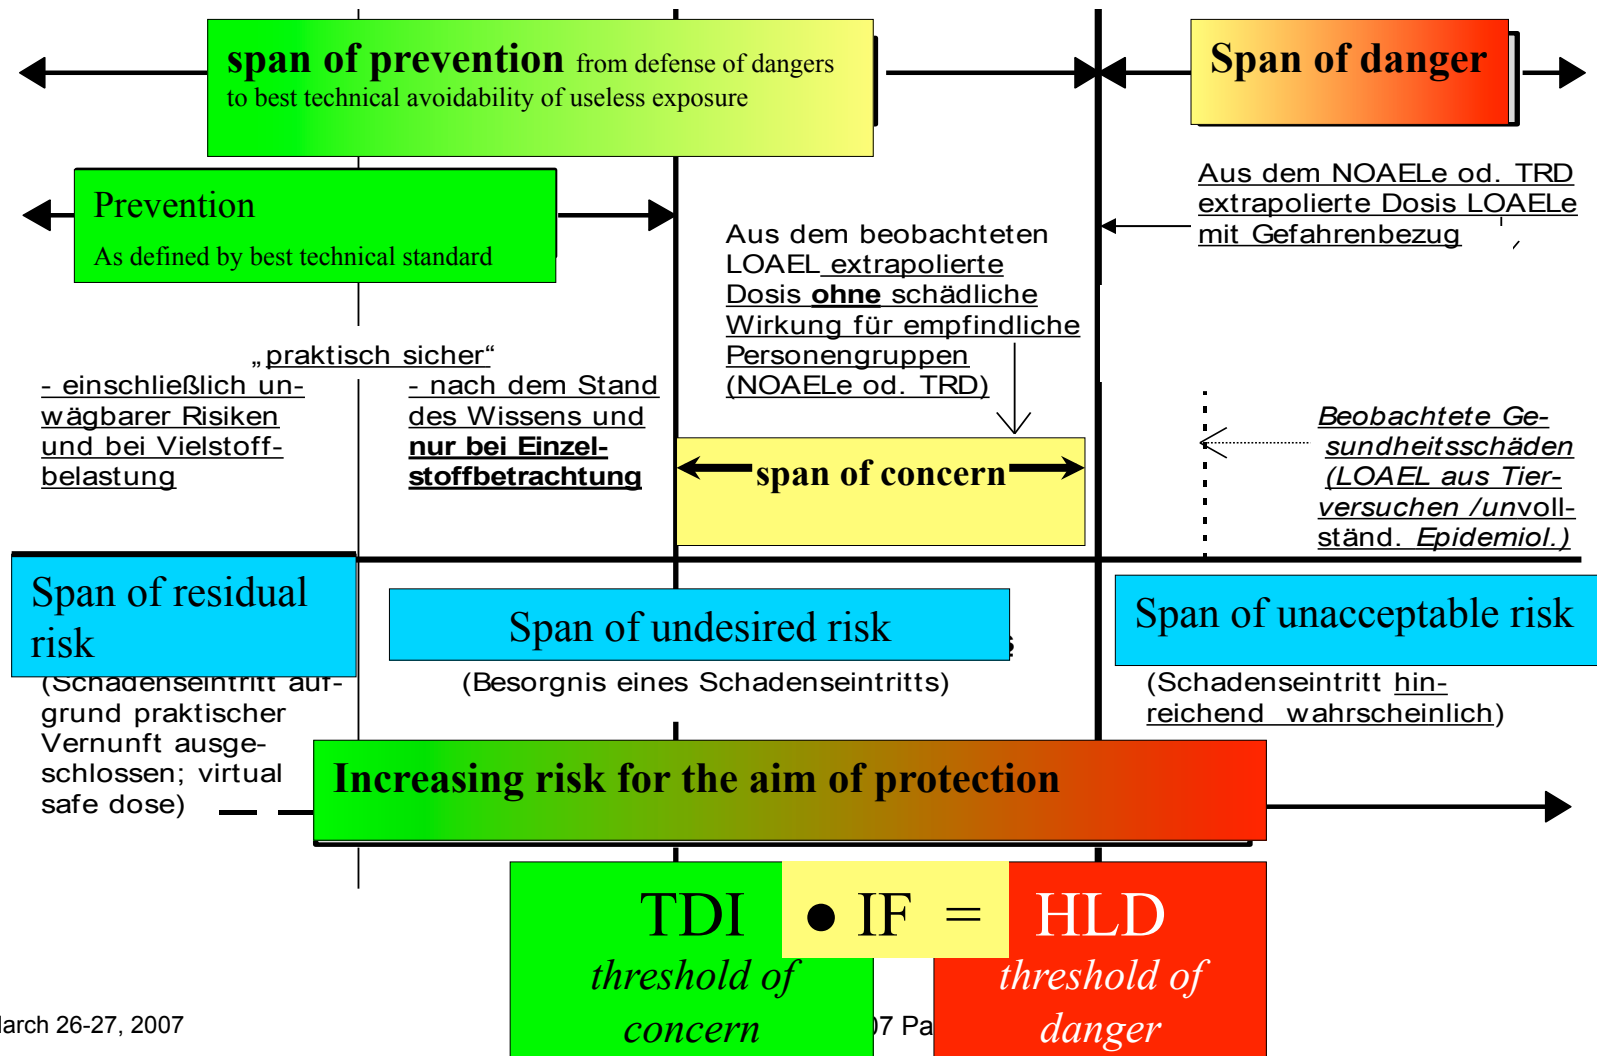 span of prevention from defense of dangers
to best technical avoidability of useless exposure
Span of danger
Prevention
As defined by best technical standard
Aus dem NOAELe od. TRD
extrapolierte Dosis LOAELe
mit Gefahrenbezug
Aus dem beobachteten
LOAEL extrapolierte
Dosis ohne schädliche
Wirkung für empfindliche
Personengruppen
(NOAELe od. TRD)
„praktisch sicher“
- einschließlich un-
wägbarer Risiken
und bei Vielstoff-
belastung
- nach dem Stand
des Wissens und
nur bei Einzel-
stoffbetrachtung
span of concern
Beobachtete Ge-
sundheitsschäden
(LOAEL aus Tier-
versuchen /unvoll-
ständ. Epidemiol.)
Span of residual
risk
Span of undesired risk
Span of unacceptable risk
(Schadenseintritt auf-
grund praktischer
Vernunft ausge-
schlossen; virtual
safe dose)
(Besorgnis eines Schadenseintritts)
(Schadenseintritt hin-
reichend wahrscheinlich)
Increasing risk for the aim of protection
TDI ● IF = HLD
threshold of
concern
threshold of
danger
arch 26-27, 2007
07 Pa